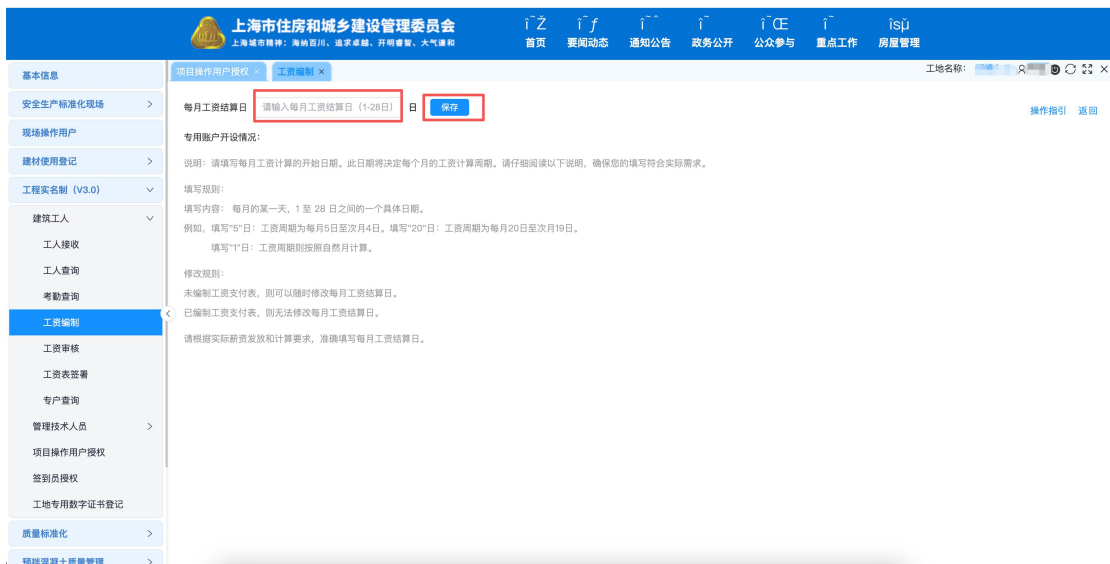 上海市住房和城乡建设管理委员会
上海城市精神：海纳百川、追求卓越、开明睿智、大气谦和
首页 要闻动态 通知公告 政务公开 公众参与 重点工作 房屋管理
基本信息
安全生产标准化现场
现场操作用户
建材使用登记
工程实名制（V3.0）
建筑工人
工人接收
工人查询
考勤查询
工资编制
工资审核
工资表签署
专户查询
管理技术人员
项目操作用户授权
签到员授权
工地专用数字证书登记
质量标准化
预拌混凝土质量管理
项目操作用户授权 × 工资编制 ×
工地名称：
每月工资结算日 请输入每月工资结算日（1-28日） 日 保存
操作指引 返回
专用账户开设情况：
说明：请填写每月工资计算的开始日期。此日期将决定每个月的工资计算周期。请仔细阅读以下说明，确保您的填写符合实际需求。
填写规则：
填写内容： 每月的某一天，1 至 28 日之间的一个具体日期。
例如，填写"5"日：工资周期为每月5日至次月4日。填写"20"日：工资周期为每月20日至次月19日。
填写"1"日：工资周期则按照自然月计算。
修改规则：
未编制工资支付表，则可以随时修改每月工资结算日。
已编制工资支付表，则无法修改每月工资结算日。
请根据实际薪资发放和计算要求，准确填写每月工资结算日。